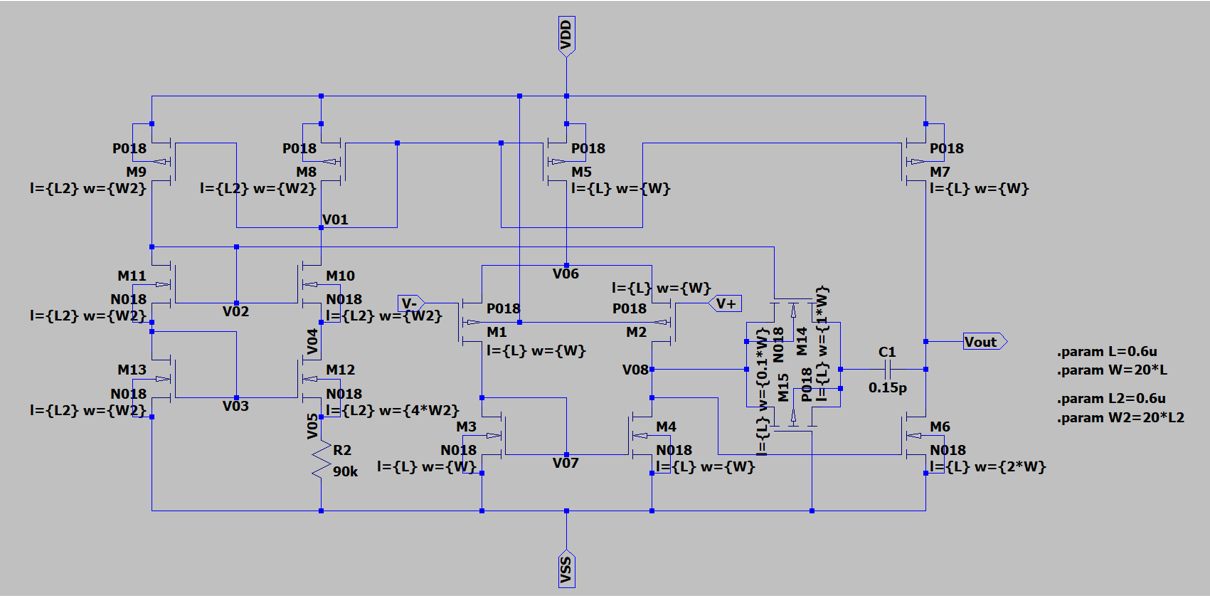 VDD
P018
M9
l={L2} w={W2}
P018
M8
l={L2} w={W2}
P018
M5
l={L} w={W}
P018
M7
l={L} w={W}
V01
M11
N018
l={L2} w={W2}
V02
M10
N018
l={L2} w={W2}
V06
V-
P018
M1
l={L} w={W}
l={L} w={W}
P018
M2
V+
V04
M13
N018
l={L2} w={W2}
V03
M12
N018
l={L2} w={4*W2}
V05
R2
90k
V08
N018
M14
l={L} w={1*W}
l={L} w={0.1*W}
M15
P018
C1
0.15p
Vout
M3
N018
l={L} w={W}
V07
M4
N018
l={L} w={W}
M6
N018
l={L} w={2*W}
VSS
.param L=0.6u
.param W=20*L
.param L2=0.6u
.param W2=20*L2